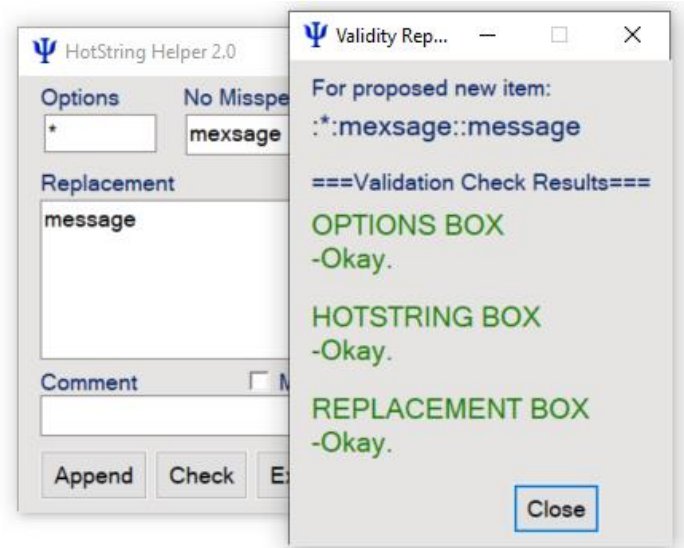 HotString Helper 2.0
Options No Misspe
*
mexsage
Replacement
message
Comment
Append Check
Validity Rep...
For proposed new item:
:*:mexsage::message
===Validation Check Results===
OPTIONS BOX
-Okay.
HOTSTRING BOX
-Okay.
REPLACEMENT BOX
-Okay.
Close